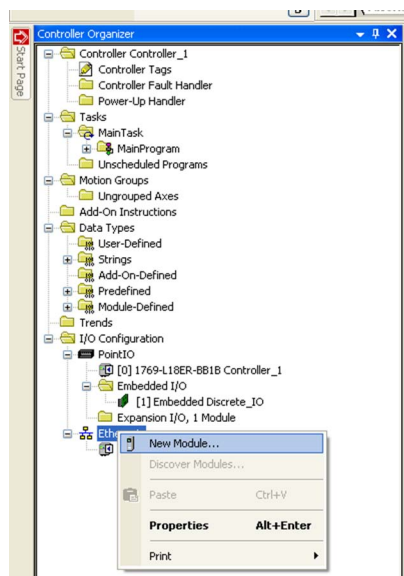 Controller Organizer
Start Page
Controller Controller_1
Controller Tags
Controller Fault Handler
Power-Up Handler
Tasks
MainTask
MainProgram
Unscheduled Programs
Motion Groups
Ungrouped Axes
Add-On Instructions
Data Types
User-Defined
Strings
Add-On-Defined
Predefined
Module-Defined
Trends
I/O Configuration
PointIO
[0] 1769-L18ER-BB1B Controller_1
Embedded I/O
[1] Embedded Discrete_IO
Expansion I/O, 1 Module
New Module...
Discover Modules...
Paste Ctrl+V
Properties Alt+Enter
Print